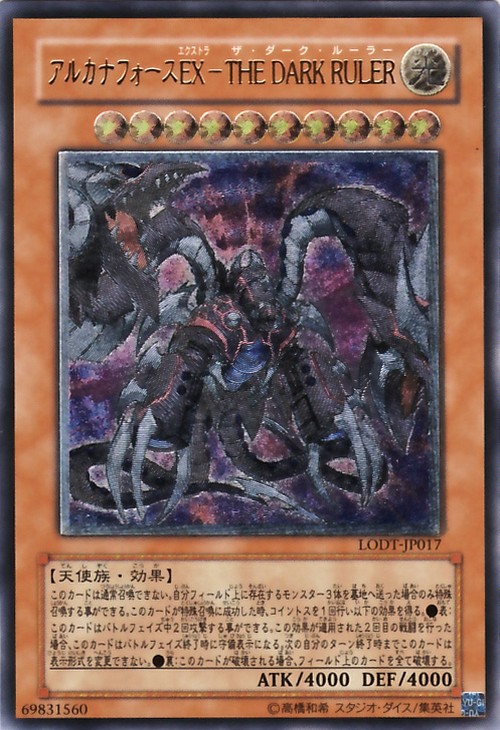 エクストラ ザ・ダーク・ルーラー
アルカナフォースEX－THE DARK RULER 光
LODT-JP017
【天使族・効果】
このカードは通常召喚できない。自分フィールド上に存在するモンスター3体を墓地へ送った場合のみ特殊
召喚する事ができる。このカードが特殊召喚に成功した時、コイントスを1回行い以下の効果を得る。●表：
このカードはバトルフェイズ中2回攻撃する事ができる。この効果が適用された2回目の戦闘を行った
場合、このカードはバトルフェイズ終了時に守備表示になる。次の自分のターン終了時までこのカードは
表示形式を変更できない。●裏：このカードが破壊される場合、フィールド上のカードを全て破壊する。
ATK/4000 DEF/4000
69831560 ©高橋和希 スタジオ・ダイス/集英社